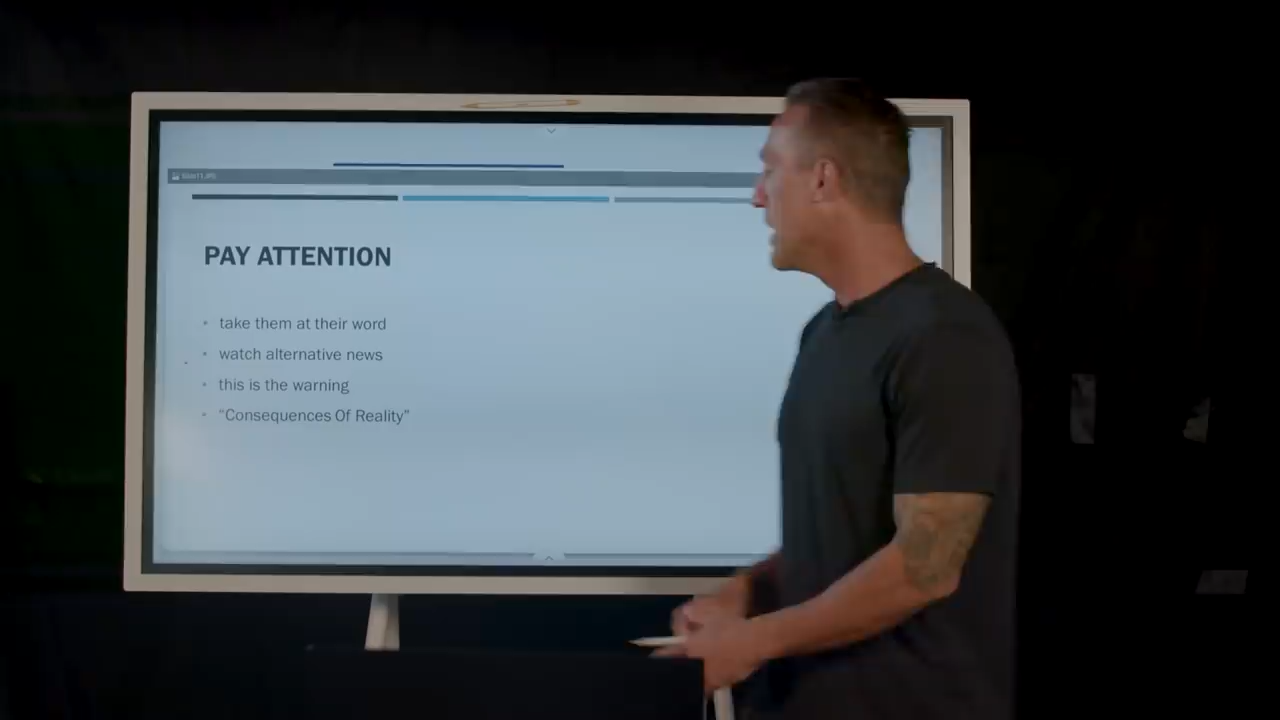 PAY ATTENTION
take them at their word
watch alternative news
this is the warning
“Consequences Of Reality”